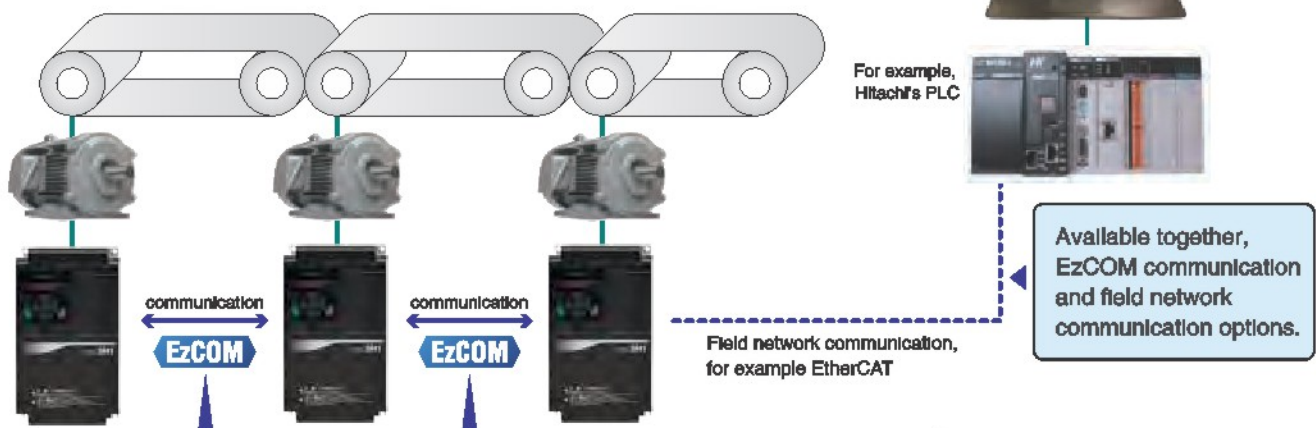 For example,
Hitachi's PLC
Available together,
EzCOM communication
and field network
communication options.
communication
EzCOM
communication
EzCOM
Field network communication,
for example EtherCAT